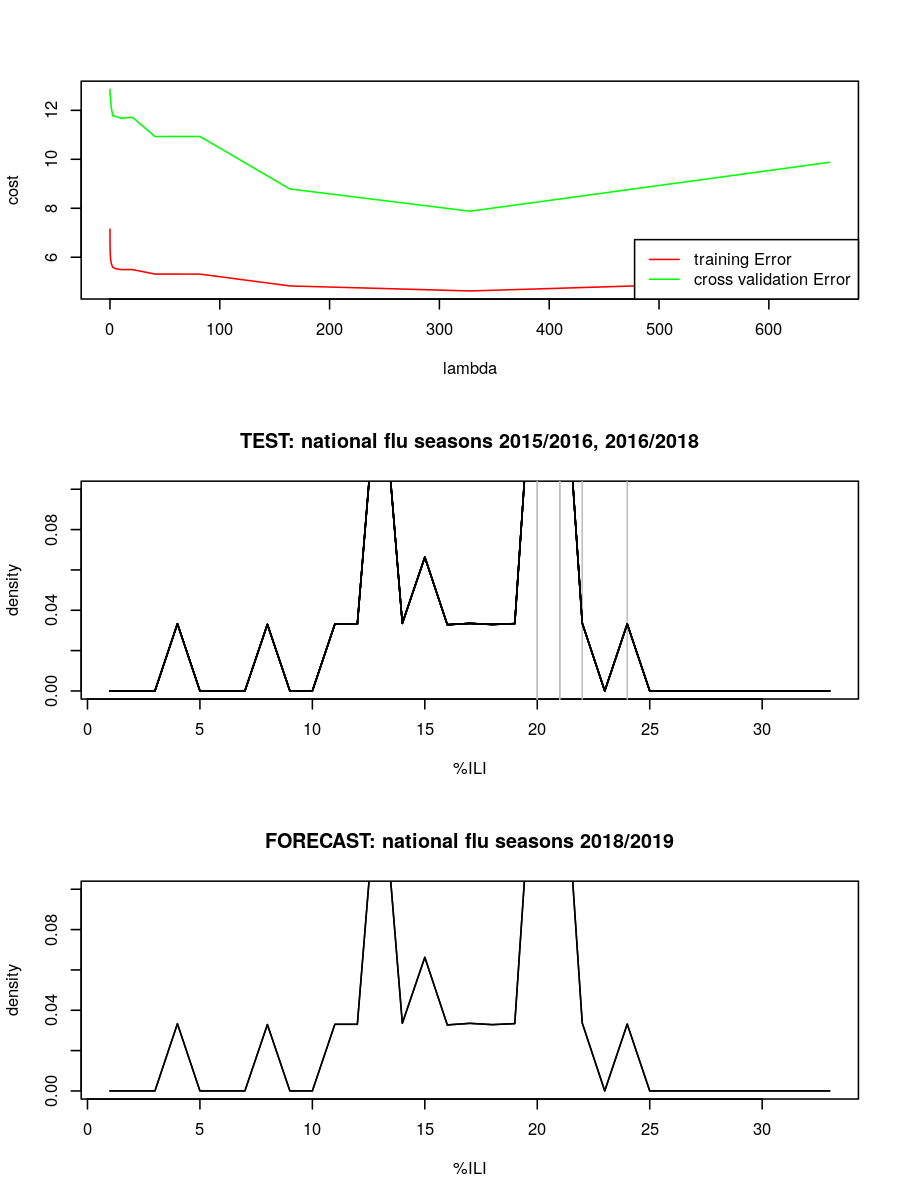 12
10
8
6
cost
training Error
cross validation Error
0 100 200 300 400 500 600
lambda
TEST: national flu seasons 2015/2016, 2016/2018
0.08
0.04
0.00
density
0 5 10 15 20 25 30
%ILI
FORECAST: national flu seasons 2018/2019
0.08
0.04
0.00
density
0 5 10 15 20 25 30
%ILI